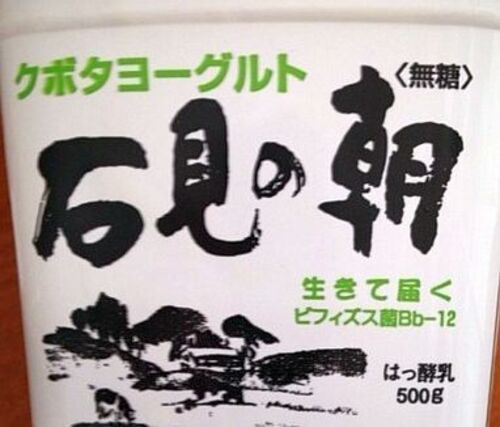 クボタヨーグルト
〈無糖〉
石見の朝
生きて届く
ビフィズス菌Bb-12
はっ酵乳
500g